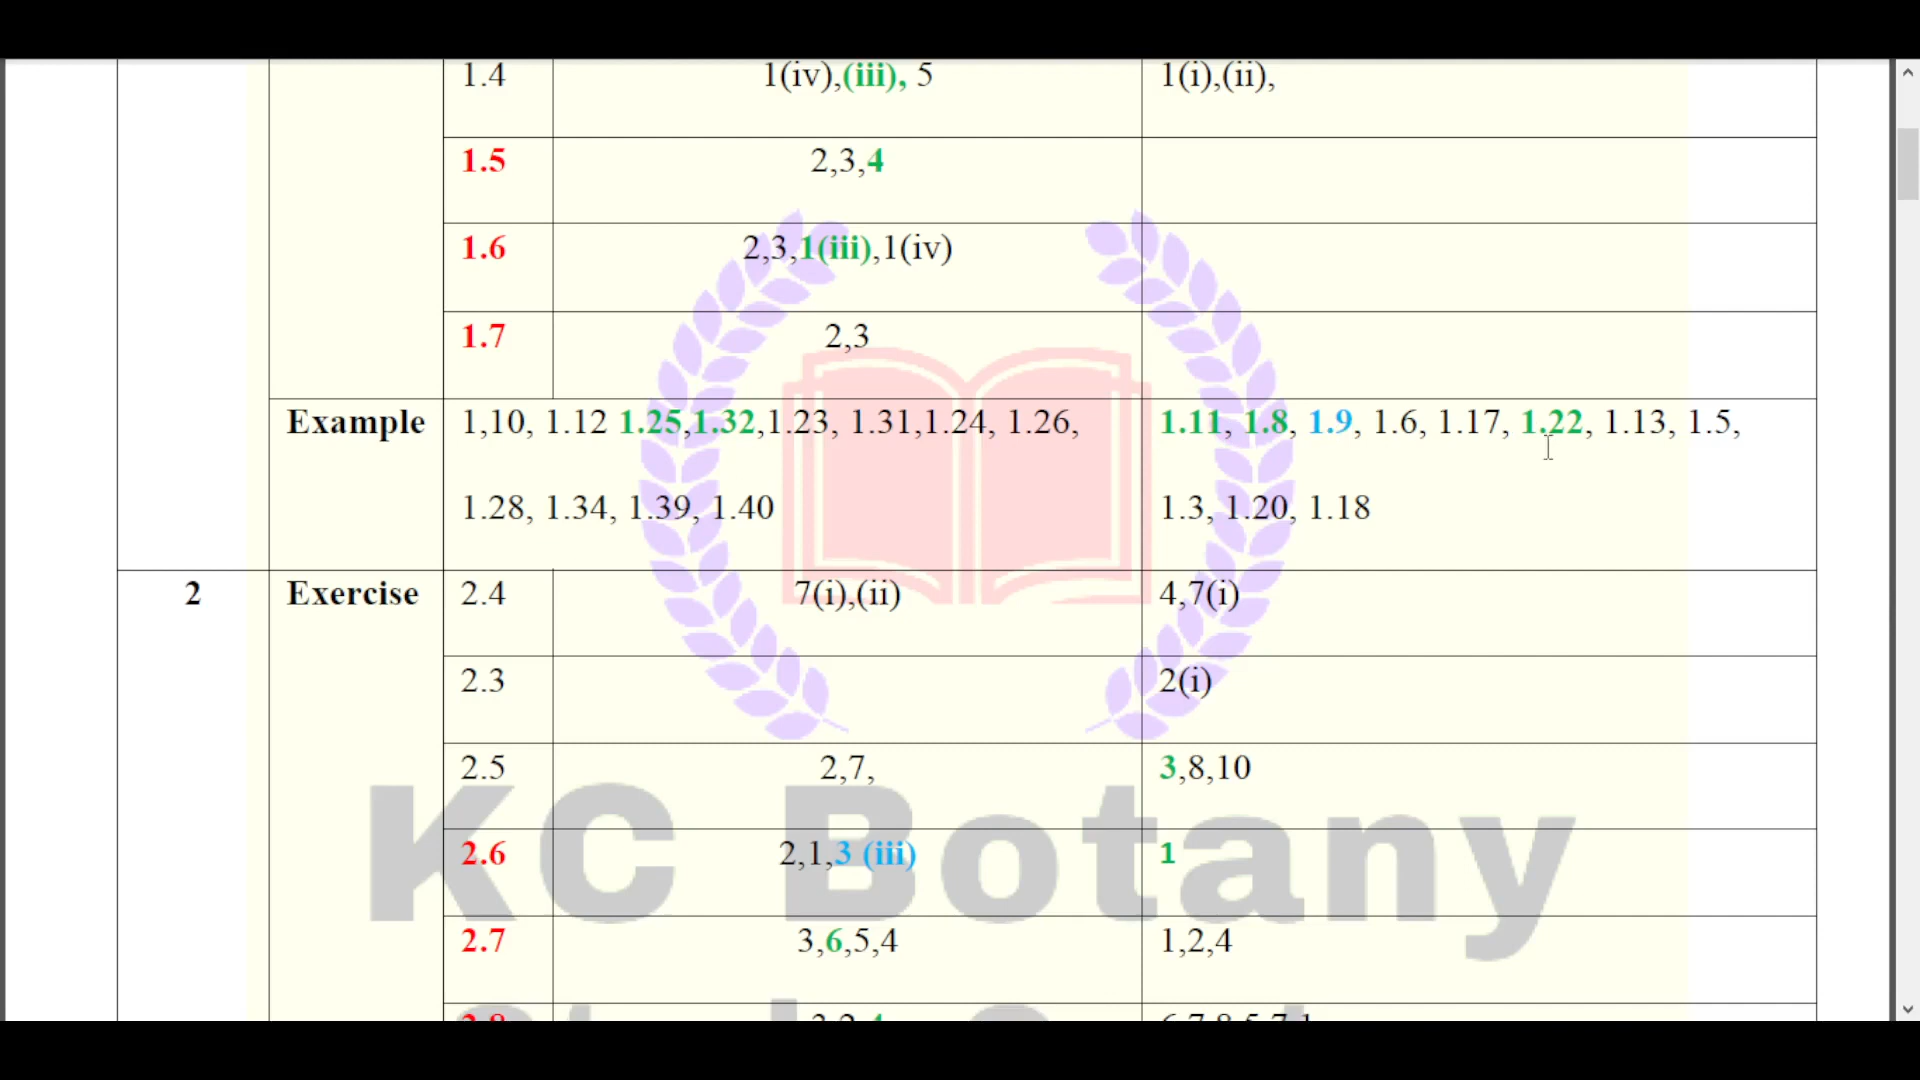 1.4 1(iv),(iii), 5 1(i),(ii),
1.5 2,3,4
1.6 2,3,1(iii),1(iv)
1.7 2,3
Example 1,10, 1.12 1.25,1.32,1.23, 1.31,1.24, 1.26, 1.11, 1.8, 1.9, 1.6, 1.17, 1.22, 1.13, 1.5,
1.28, 1.34, 1.39, 1.40 1.3, 1.20, 1.18
2 Exercise 2.4 7(i),(ii) 4,7(i)
2.3 2(i)
2.5 2,7, 3,8,10
KC Botany
2.6 2,1,3 (iii) 1
2.7 3,6,5,4 1,2,4